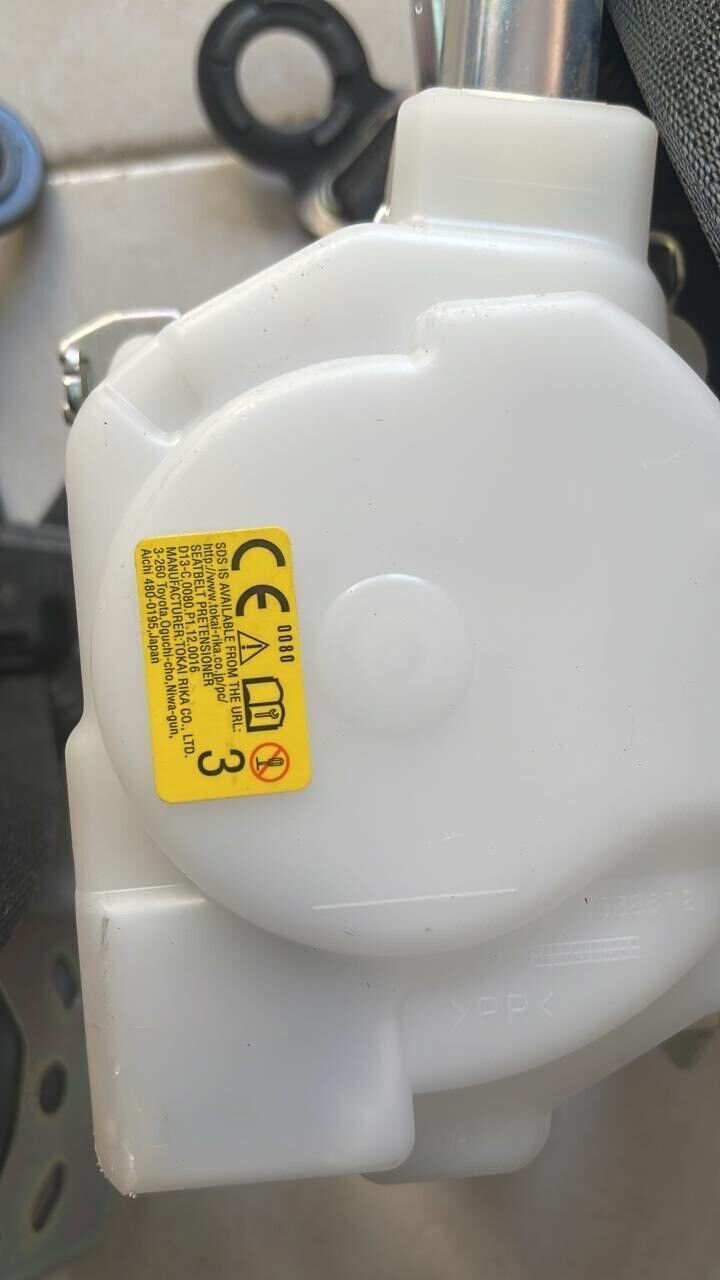 CE 0080
SDS IS AVAILABLE FROM THE URL:
http://www.tokai-rika.co.jp/pc/
SEATBELT PRETENSIONER
D13-C,0080.P1.12,0016
MANUFACTURER:TOKAI RIKA CO., LTD.
3-260 Toyota,Oguchi-cho,Niwa-gun,
Aichi 480-0195,Japan
3
>PP<